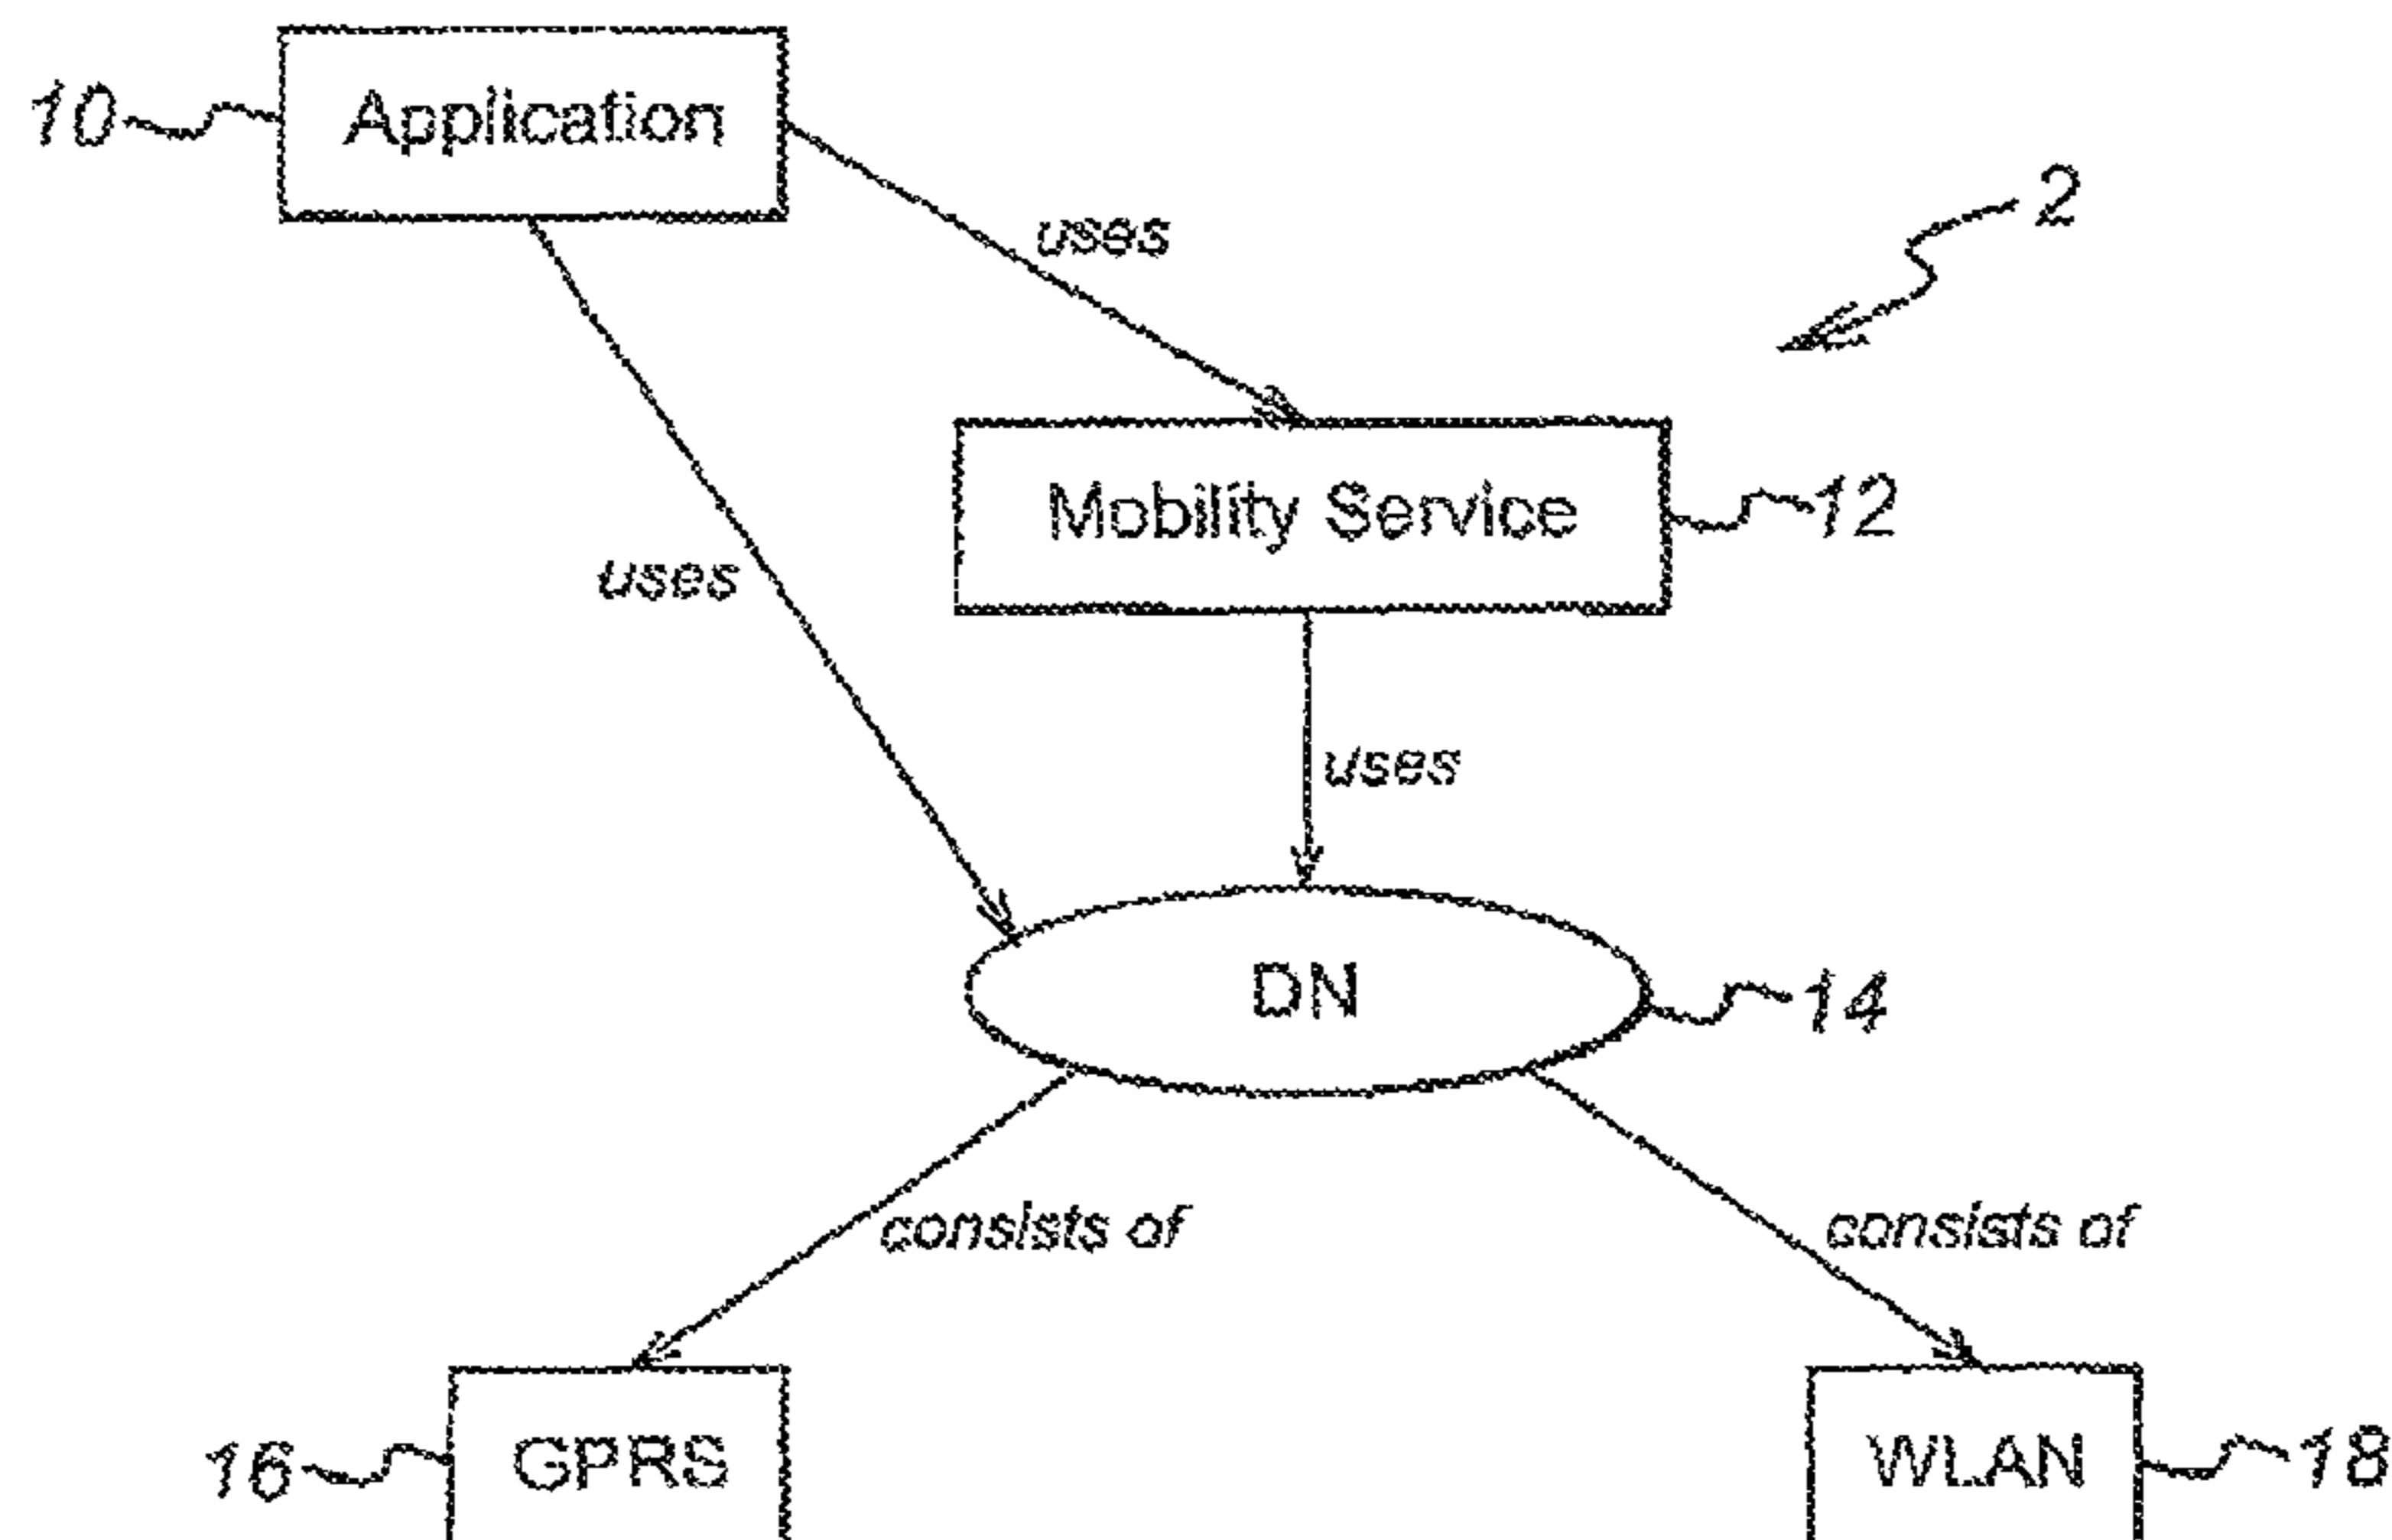 10 Application
uses
2
Mobility Service 12
uses
uses
DN 14
consists of consists of
16 GPRS WLAN 18